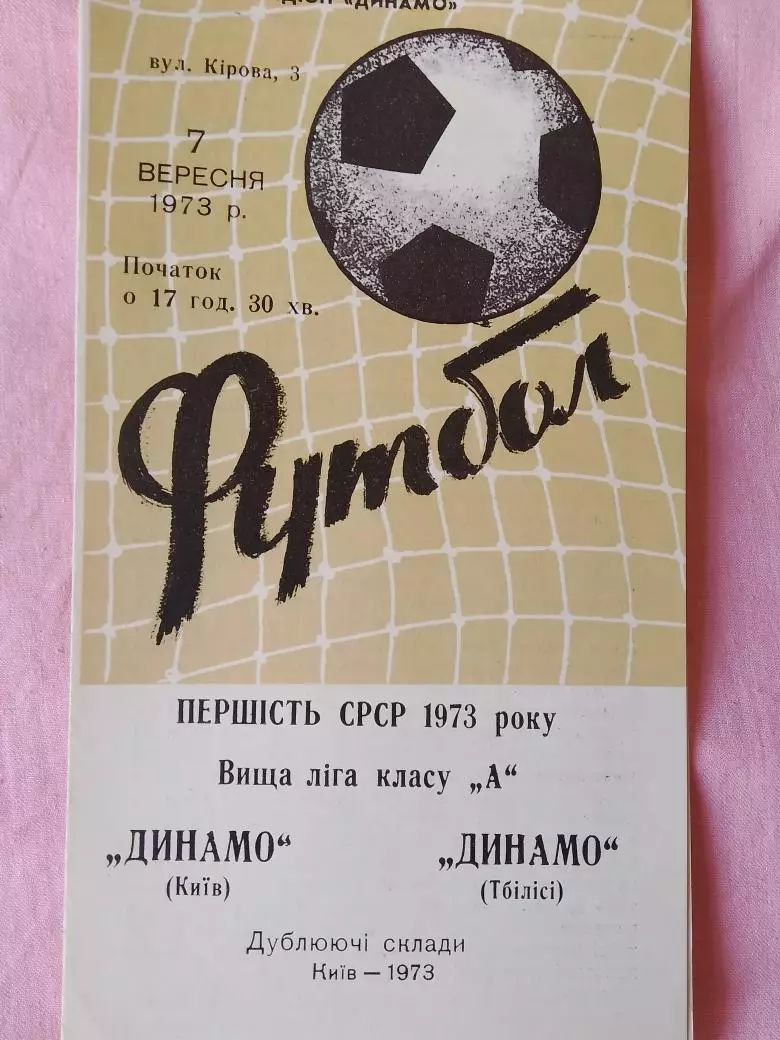 «ДИНАМО»
вул. Кірова, 3
7
ВЕРЕСНЯ
1973 р.
Початок
о 17 год. 30 хв.
Футбол
ПЕРШІСТЬ СРСР 1973 року
Вища ліга класу „А“
„ДИНАМО“ „ДИНАМО“
(Київ) (Тбілісі)
Дублюючі склади
Київ — 1973